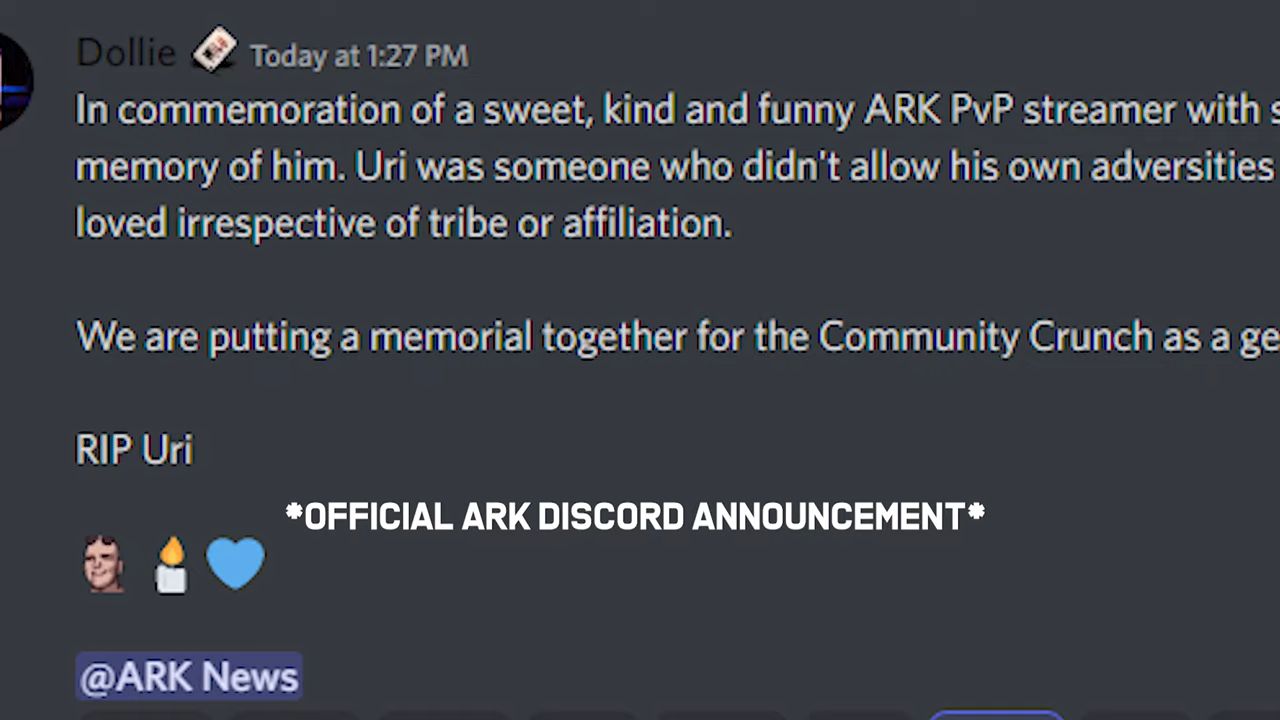 Dollie Today at 1:27 PM
In commemoration of a sweet, kind and funny ARK PvP streamer with
memory of him. Uri was someone who didn't allow his own adversities
loved irrespective of tribe or affiliation.
We are putting a memorial together for the Community Crunch as a
RIP Uri
*OFFICIAL ARK DISCORD ANNOUNCEMENT*
@ARK News